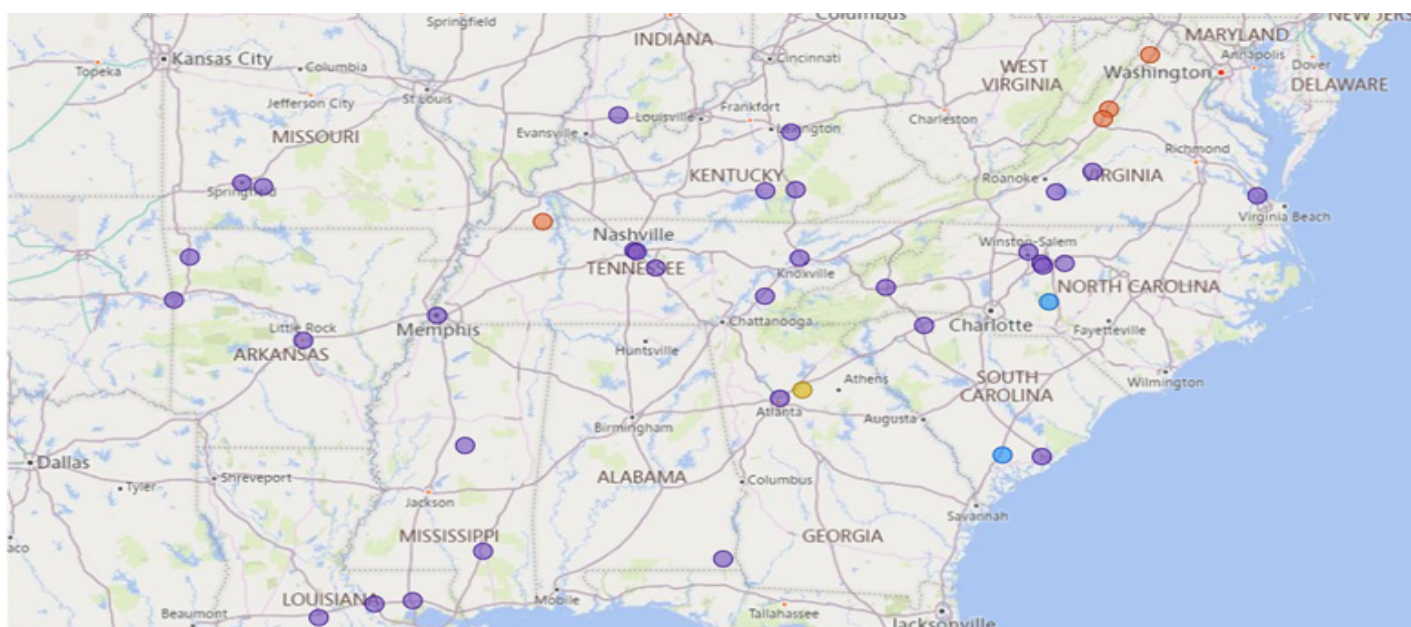 Springfield
Columbus
NEW JERS
INDIANA
MARYLAND
Kansas City
Topeka
Columbia
Cincinnati
WEST
VIRGINIA
Washington
Annapolis
Dover
DELAWARE
Jefferson City
St Louis
MISSOURI
Evansville
Louisville
Frankfort
Lexington
Charleston
Richmond
Springfield
KENTUCKY
Roanoke
VIRGINIA
Virginia Beach
Nashville
TENNESSEE
Knoxville
Winston-Salem
NORTH CAROLINA
Little Rock
ARKANSAS
Memphis
Chattanooga
Charlotte
Fayetteville
Huntsville
SOUTH
CAROLINA
Wilmington
Athens
Atlanta
Augusta
Birmingham
Dallas
Tyler
Shreveport
ALABAMA
Columbus
Jackson
Savannah
MISSISSIPPI
GEORGIA
aco
LOUISIANA
Beaumont
Mobile
Tallahassee
Jacksonville